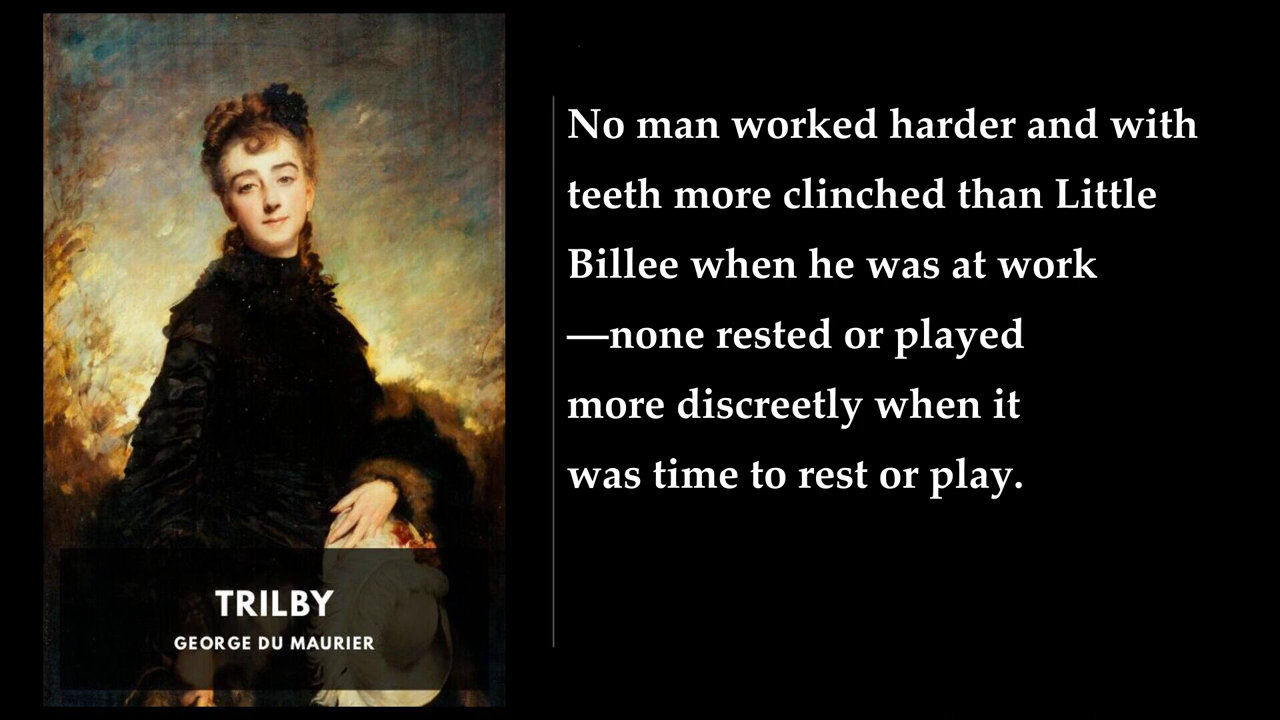 No man worked harder and with
teeth more clinched than Little
Billee when he was at work
—none rested or played
more discreetly when it
was time to rest or play.
TRILBY
GEORGE DU MAURIER